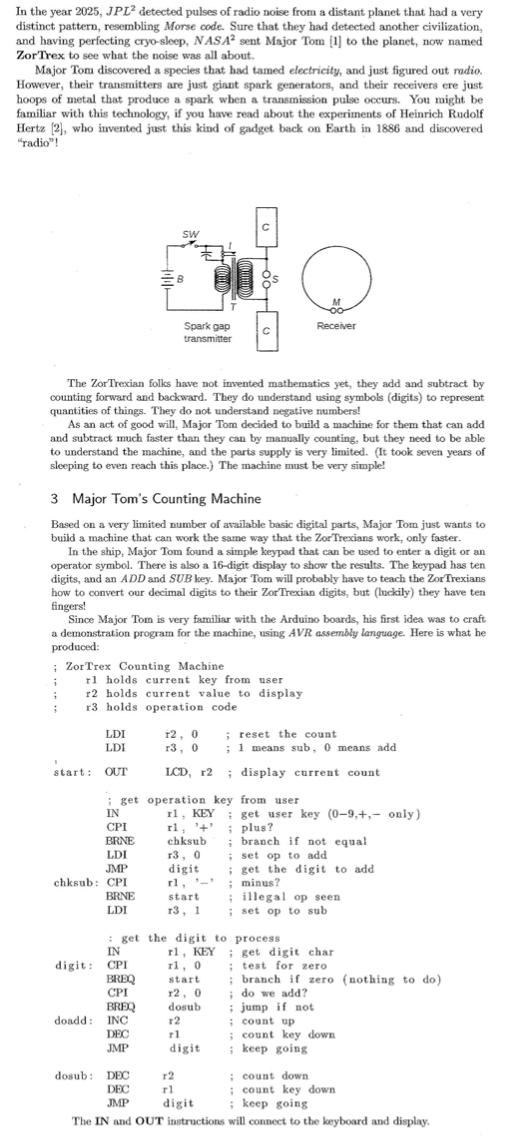 In the year 2025, JPL² detected pulses of radio noise from a distant planet that had a very
distinct pattern, resembling Morse code. Sure that they had detected another civilization,
and having perfecting cryo-sleep, NASA² sent Major Tom [1] to the planet, now named
ZorTrex to see what the noise was all about.
Major Tom discovered a species that had tamed electricity, and just figured out radio.
However, their transmitters are just giant spark generators, and their receivers ere just
hoops of metal that produce a spark when a transmission pulse occurs. You might be
familiar with this technology, if you have read about the experiments of Heinrich Rudolf
Hertz [2], who invented just this kind of gadget back on Earth in 1886 and discovered
"radio"!
SW
I
C
B
S
T
C
M
Spark gap
transmitter
Receiver
The ZorTrexian folks have not invented mathematics yet, they add and subtract by
counting forward and backward. They do understand using symbols (digits) to represent
quantities of things. They do not understand negative numbers!
As an act of good will, Major Tom decided to build a machine for them that can add
and subtract much faster than they can by manually counting, but they need to be able
to understand the machine, and the parts supply is very limited. (It took seven years of
sleeping to even reach this place.) The machine must be very simple!
3 Major Tom's Counting Machine
Based on a very limited number of available basic digital parts, Major Tom just wants to
build a machine that can work the same way that the ZorTrexians work, only faster.
In the ship, Major Tom found a simple keypad that can be used to enter a digit or an
operator symbol. There is also a 16-digit display to show the results. The keypad has ten
digits, and an ADD and SUB key. Major Tom will probably have to teach the ZorTrexians
how to convert our decimal digits to their ZorTrexian digits, but (luckily) they have ten
fingers!
Since Major Tom is very familiar with the Arduino boards, his first idea was to craft
a demonstration program for the machine, using AVR assembly language. Here is what he
produced:
; ZorTrex Counting Machine
; r1 holds current key from user
; r2 holds current value to display
; r3 holds operation code
LDI r2, 0 ; reset the count
LDI r3, 0 ; 1 means sub, 0 means add
start: OUT LCD, r2 ; display current count
; get operation key from user
IN r1, KEY ; get user key (0-9,+,- only)
CPI r1, '+' ; plus?
BRNE chksub ; branch if not equal
LDI r3, 0 ; set op to add
JMP digit ; get the digit to add
chksub: CPI r1, '-' ; minus?
BRNE start ; illegal op seen
LDI r3, 1 ; set op to sub
; get the digit to process
IN r1, KEY ; get digit char
digit: CPI r1, 0 ; test for zero
BREQ start ; branch if zero (nothing to do)
CPI r2, 0 ; do we add?
BREQ dosub ; jump if not
doadd: INC r2 ; count up
DEC r1 ; count key down
JMP digit ; keep going
dosub: DEC r2 ; count down
DEC r1 ; count key down
JMP digit ; keep going
The IN and OUT instructions will connect to the keyboard and display.